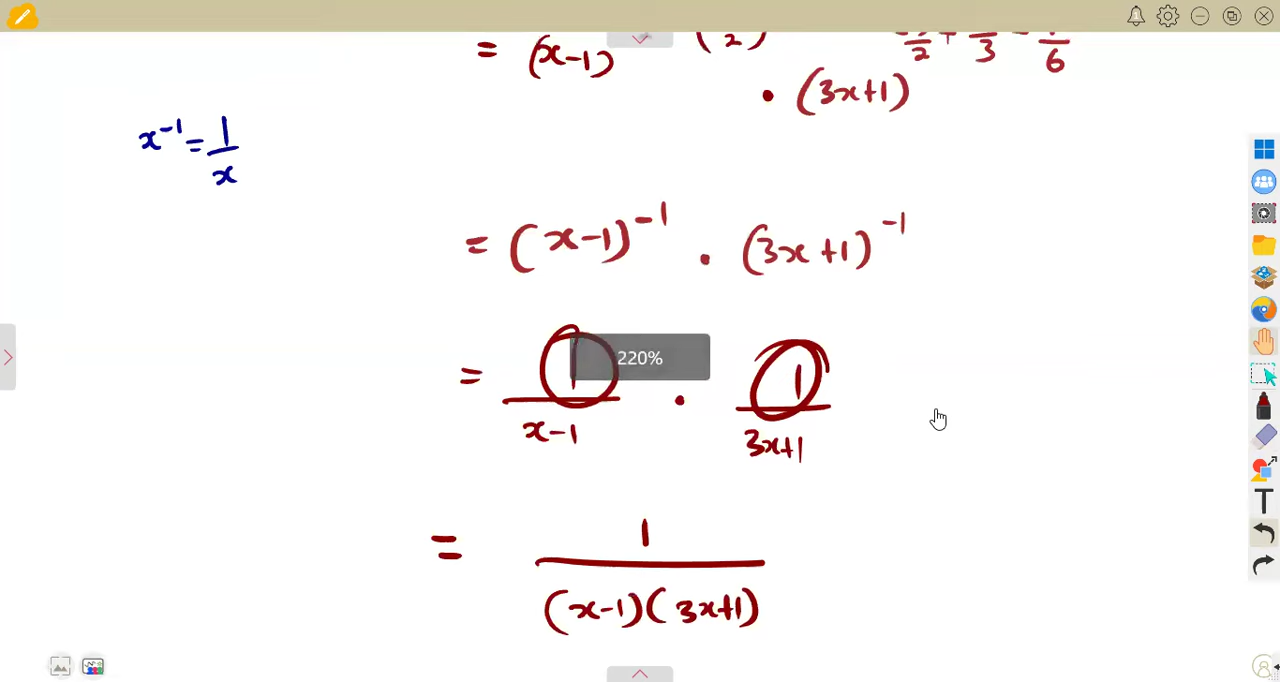 = (x-1) (2)
· (3x+1)
x⁻¹ = 1/x
= (x-1)⁻¹ · (3x+1)⁻¹
= 1/(x-1) · 1/(3x+1)
220%
= 1/((x-1)(3x+1))
T